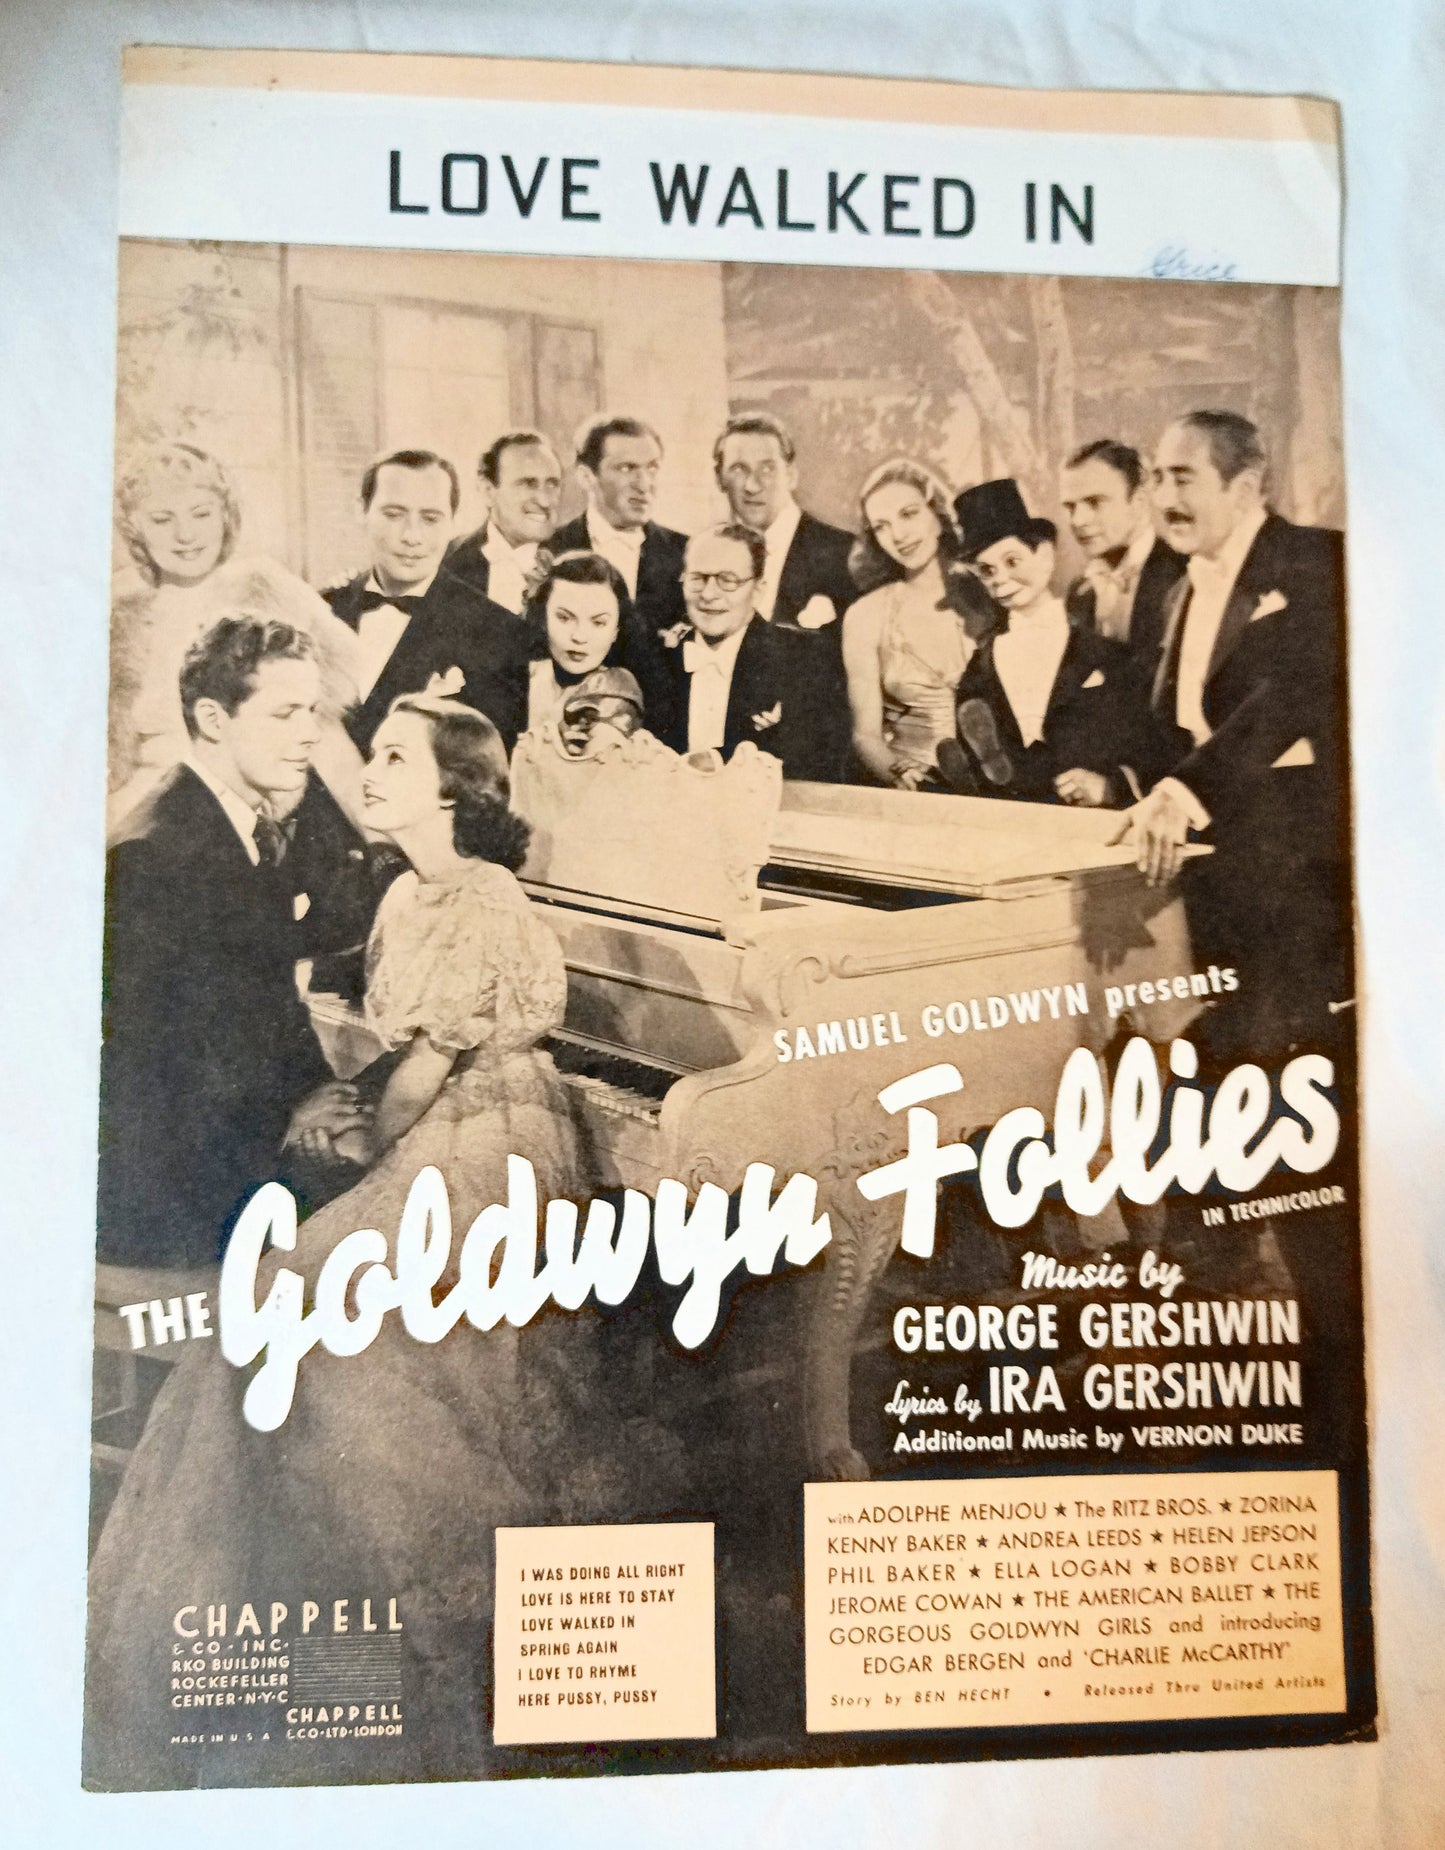 LOVE WALKED IN
Grice
SAMUEL GOLDWYN presents
THE Goldwyn Follies
IN TECHNICOLOR
Music by
GEORGE GERSHWIN
Lyrics by IRA GERSHWIN
Additional Music by VERNON DUKE
with ADOLPHE MENJOU ★ The RITZ BROS. ★ ZORINA
KENNY BAKER ★ ANDREA LEEDS ★ HELEN JEPSON
PHIL BAKER ★ ELLA LOGAN ★ BOBBY CLARK
JEROME COWAN ★ THE AMERICAN BALLET ★ THE
GORGEOUS GOLDWYN GIRLS and introducing
EDGAR BERGEN and 'CHARLIE McCARTHY'
Story by BEN HECHT • Released Thru United Artists
I WAS DOING ALL RIGHT
LOVE IS HERE TO STAY
LOVE WALKED IN
SPRING AGAIN
I LOVE TO RHYME
HERE PUSSY, PUSSY
CHAPPELL
& CO · INC·
RKO BUILDING
ROCKEFELLER
CENTER·N·Y·C
CHAPPELL
& CO·LTD·LONDON
MADE IN U S A